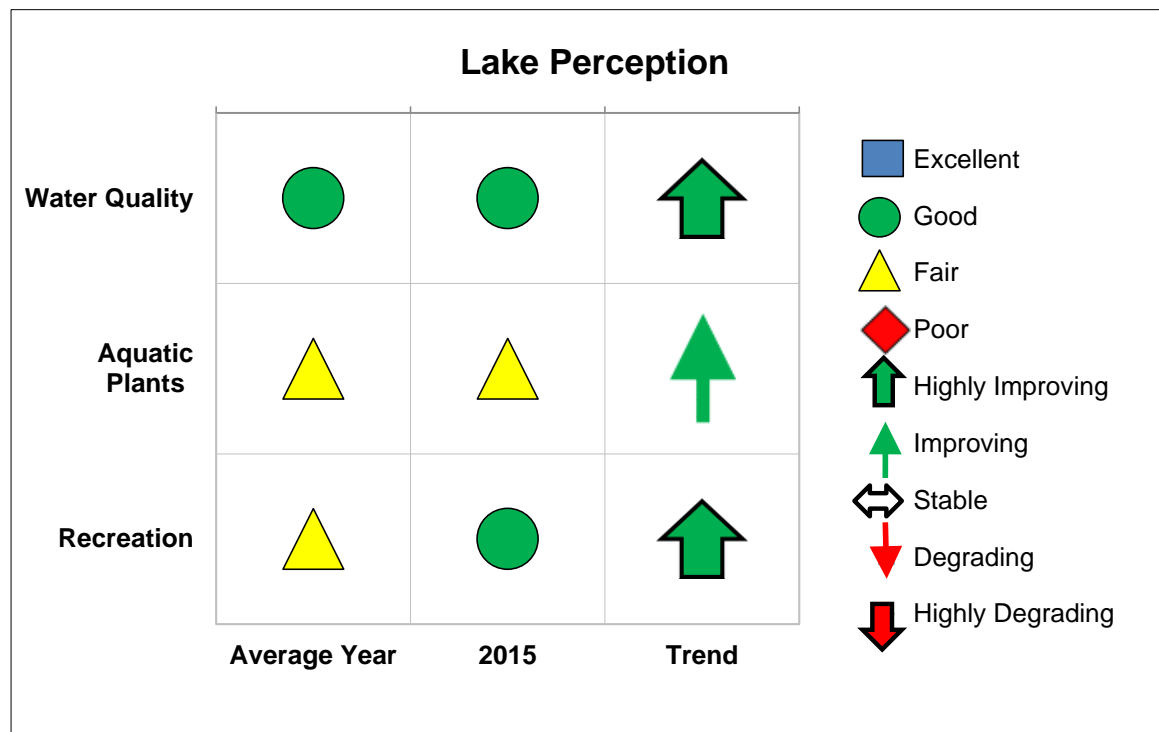 Lake Perception
Water Quality
Aquatic
Plants
Recreation
Average Year
2015
Trend
Excellent
Good
Fair
Poor
Highly Improving
Improving
Stable
Degrading
Highly Degrading